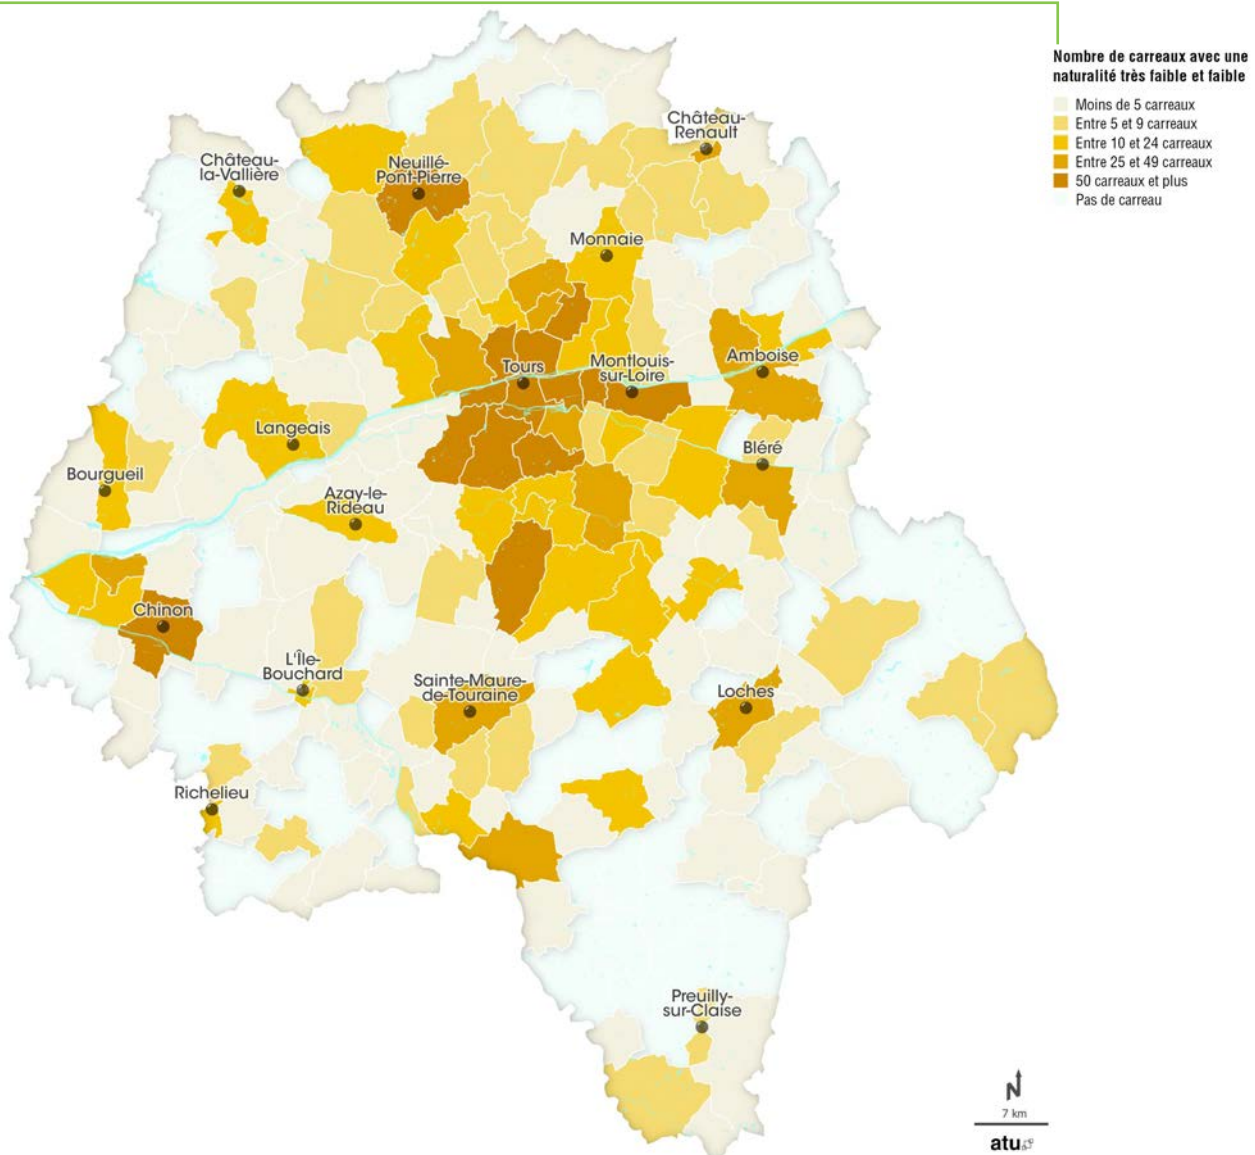 Nombre de carreaux avec une
naturalité très faible et faible
Moins de 5 carreaux
Entre 5 et 9 carreaux
Entre 10 et 24 carreaux
Entre 25 et 49 carreaux
50 carreaux et plus
Pas de carreau
Château-
Renault
Château-
la-Vallière
Neuillé-
Pont-Pierre
Monnaie
Tours
Montlouis-
sur-Loire
Amboise
Langeais
Bléré
Bourgueil
Azay-le-
Rideau
Chinon
L'Île-
Bouchard
Sainte-Maure-
de-Touraine
Loches
Richelieu
Preuilly-
sur-Claise
N
7 km
atu